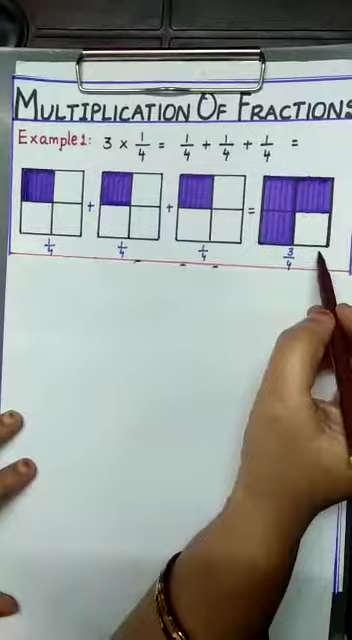 MULTIPLICATION OF FRACTIONS
Example 1: 3 × 1/4 = 1/4 + 1/4 + 1/4 =
+ + =
1/4 1/4 1/4 3/4